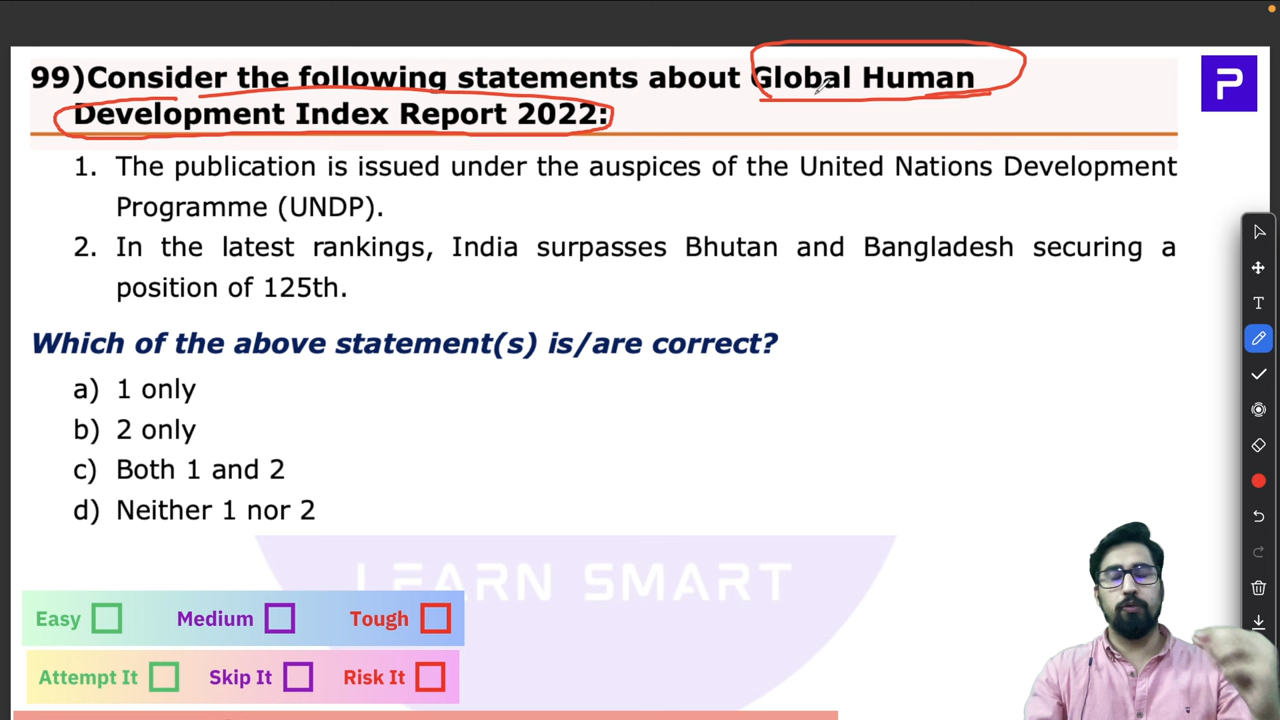 99)Consider the following statements about Global Human
Development Index Report 2022:
1. The publication is issued under the auspices of the United Nations Development
Programme (UNDP).
2. In the latest rankings, India surpasses Bhutan and Bangladesh securing a
position of 125th.
Which of the above statement(s) is/are correct?
a) 1 only
b) 2 only
c) Both 1 and 2
d) Neither 1 nor 2
LEARN SMART
Easy Medium Tough
Attempt It Skip It Risk It
P
T